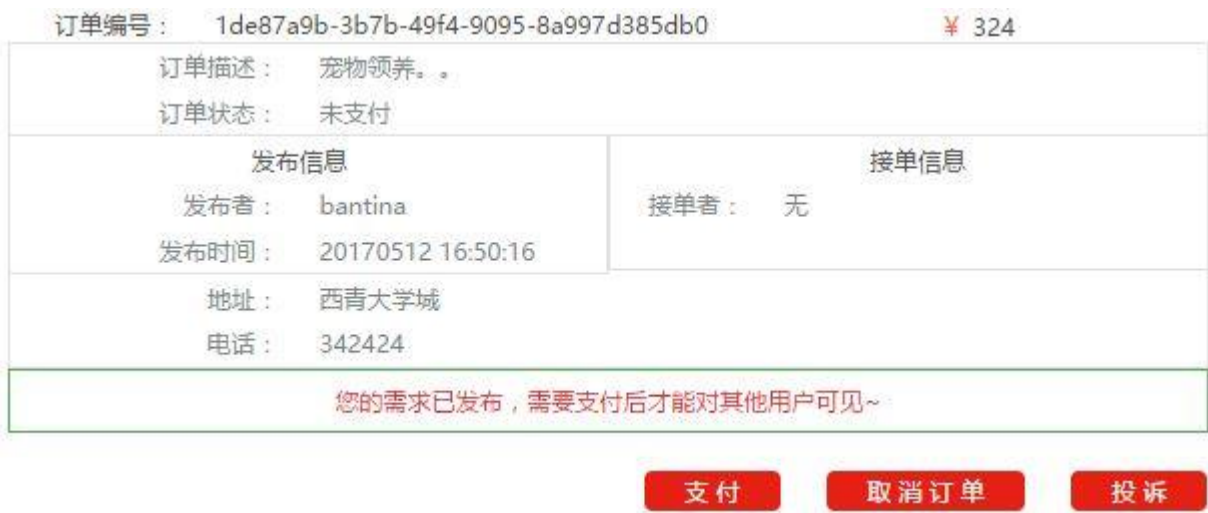 订单编号： 1de87a9b-3b7b-49f4-9095-8a997d385db0 ¥ 324
订单描述： 宠物领养。。
订单状态： 未支付
发布信息 接单信息
发布者： bantina 接单者： 无
发布时间： 20170512 16:50:16
地址： 西青大学城
电话： 342424
您的需求已发布，需要支付后才能对其他用户可见~
支付 取消订单 投诉